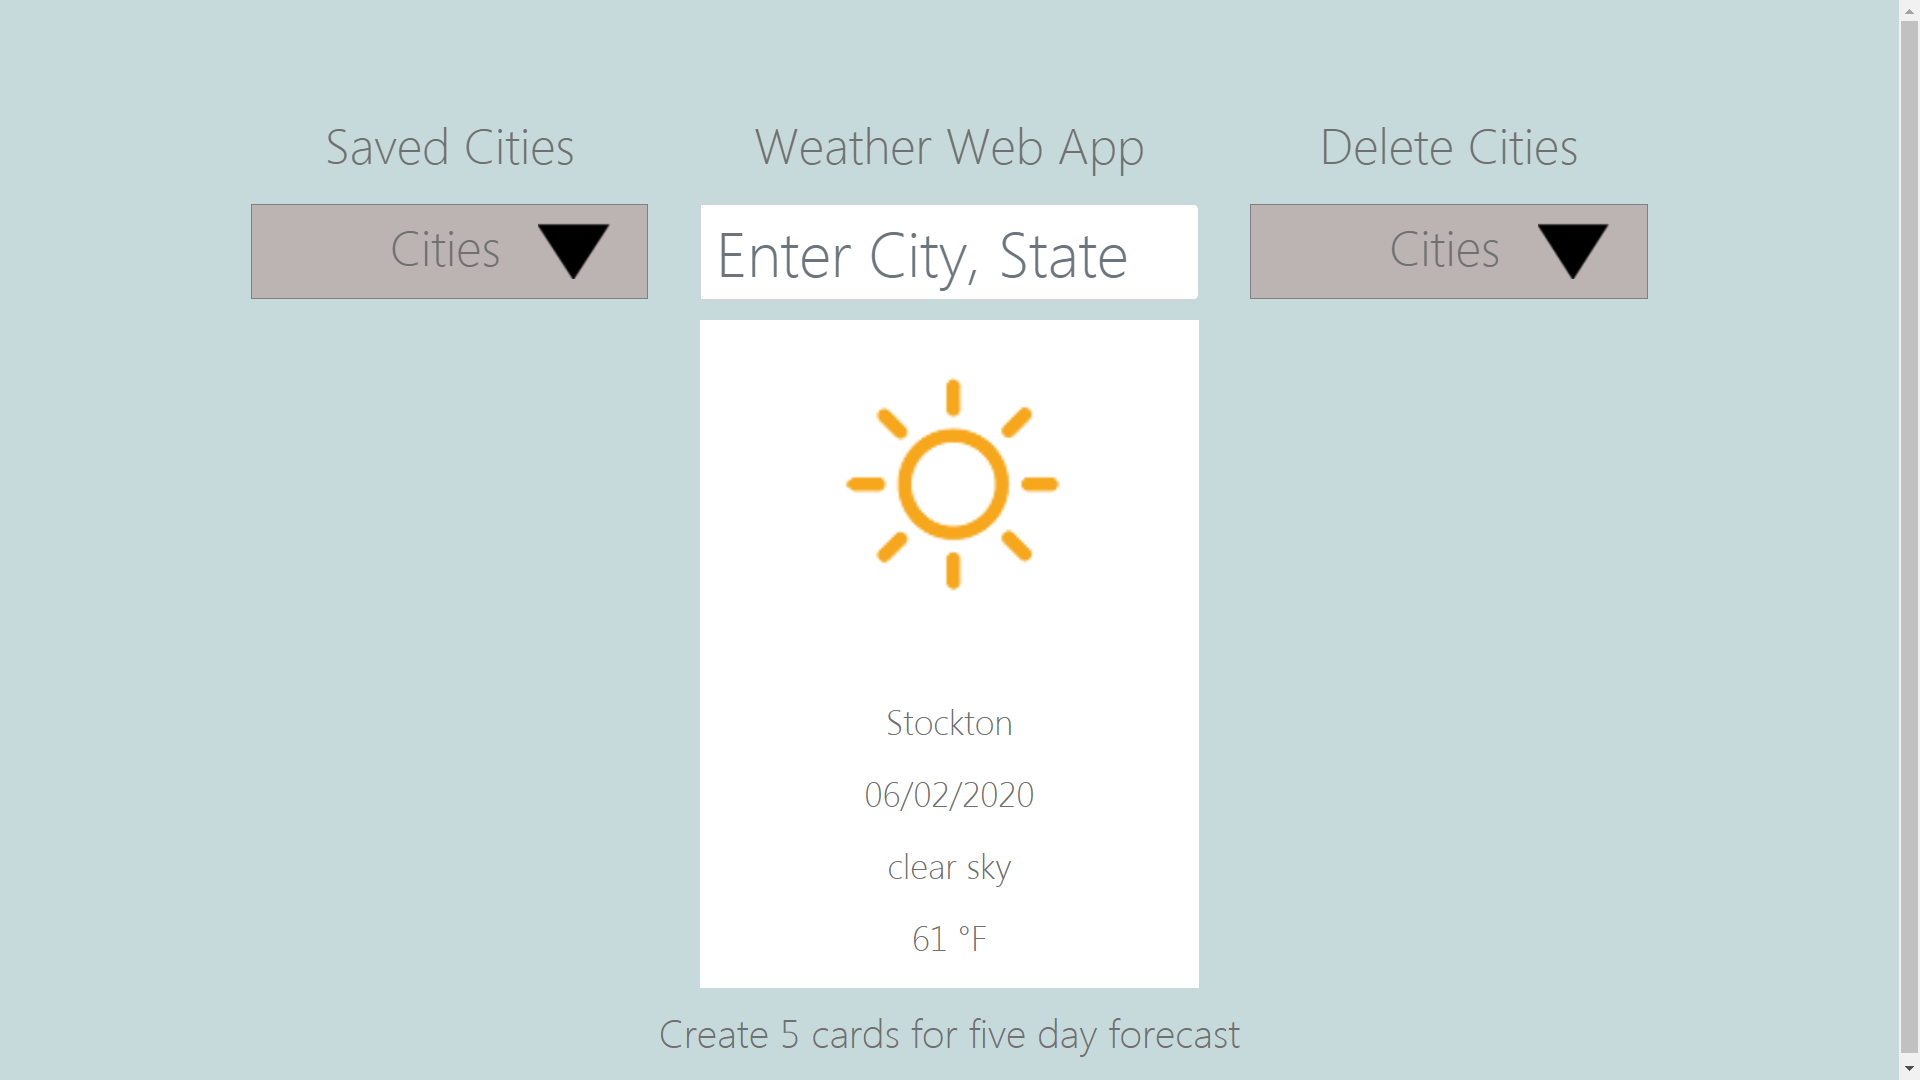 Saved Cities
Weather Web App
Delete Cities
Cities
Enter City, State
Cities
Stockton
06/02/2020
clear sky
61 °F
Create 5 cards for five day forecast